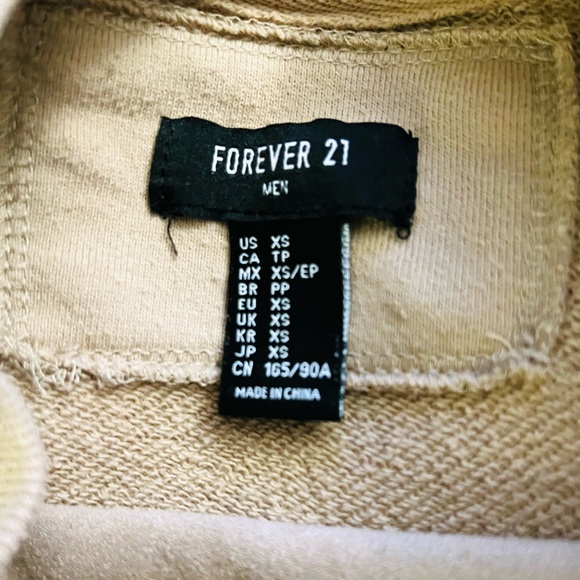 FOREVER 21
MEN
US XS
CA TP
MX XS/EP
BR PP
EU XS
UK XS
KR XS
JP XS
CN 165/90A
MADE IN CHINA